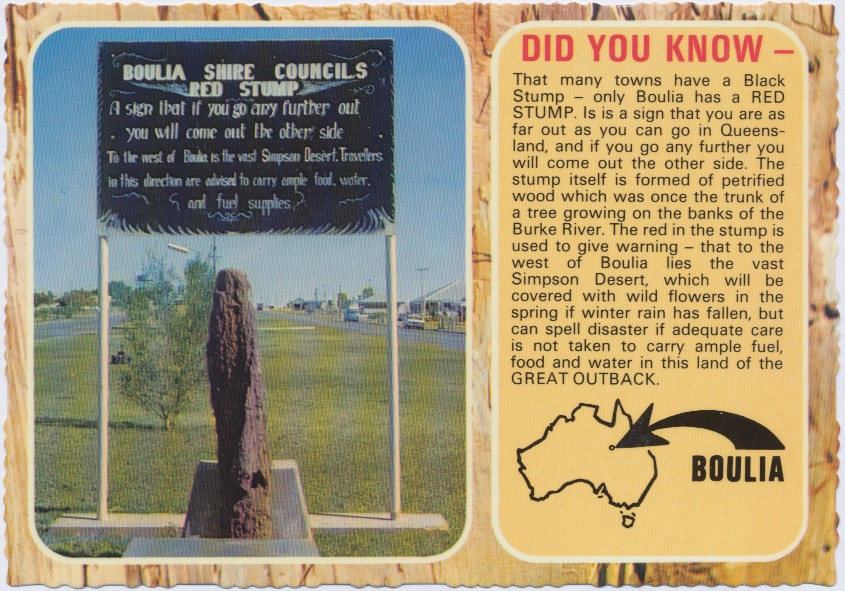 BOULIA SHIRE COUNCILS
RED STUMP
A sign that if you go any further out
you will come out the other side
To the west of Boulia is the vast Simpson Desert. Travellers
in this direction are advised to carry ample food, water,
and fuel supplies
DID YOU KNOW –
That many towns have a Black
Stump – only Boulia has a RED
STUMP. Is is a sign that you are as
far out as you can go in Queens-
land, and if you go any further you
will come out the other side. The
stump itself is formed of petrified
wood which was once the trunk of
a tree growing on the banks of the
Burke River. The red in the stump is
used to give warning – that to the
west of Boulia lies the vast
Simpson Desert, which will be
covered with wild flowers in the
spring if winter rain has fallen, but
can spell disaster if adequate care
is not taken to carry ample fuel,
food and water in this land of the
GREAT OUTBACK.
BOULIA